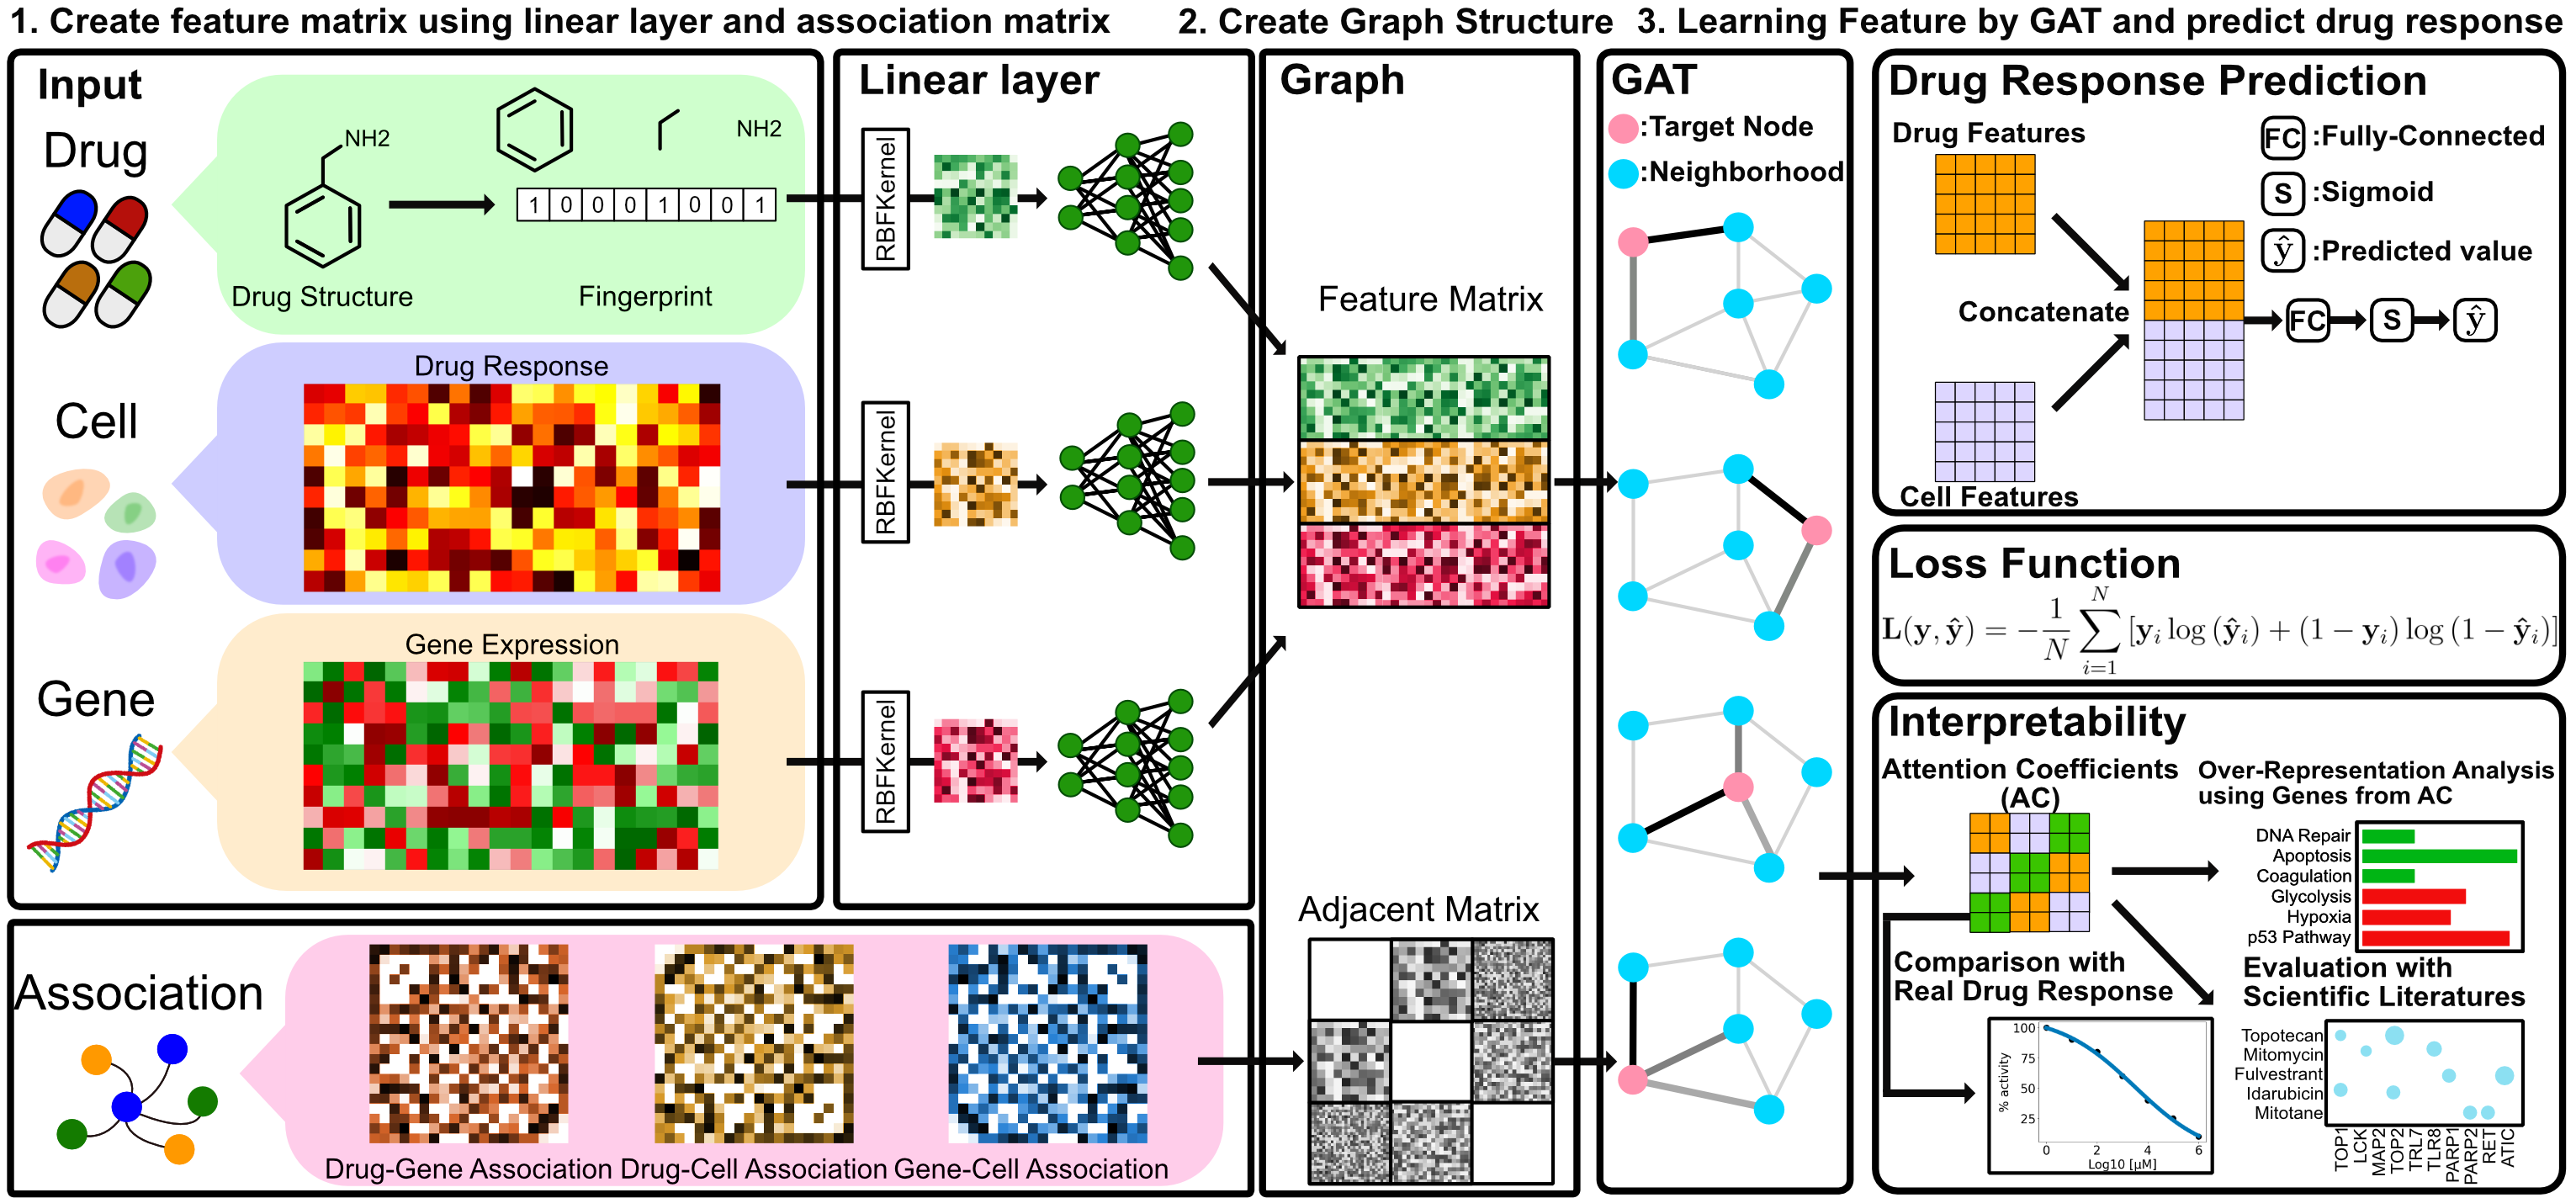 1. Create feature matrix using linear layer and association matrix
2. Create Graph Structure
3. Learning Feature by GAT and predict drug response
Input
Drug
NH2
NH2
1 0 0 0 1 0 0 1
Drug Structure
Fingerprint
Cell
Drug Response
Gene
Gene Expression
Linear layer
RBFKernel
RBFKernel
RBFKernel
Association
Drug-Gene Association
Drug-Cell Association
Gene-Cell Association
Graph
Feature Matrix
Adjacent Matrix
GAT
:Target Node
:Neighborhood
Drug Response Prediction
Drug Features
Concatenate
Cell Features
FC :Fully-Connected
S :Sigmoid
ŷ :Predicted value
FC
S
ŷ
Loss Function
L(y, ŷ) = −1/N ∑_{i=1}^{N} [y_i log (ŷ_i) + (1 − y_i) log (1 − ŷ_i)]
Interpretability
Attention Coefficients
(AC)
Over-Representation Analysis
using Genes from AC
DNA Repair
Apoptosis
Coagulation
Glycolysis
Hypoxia
p53 Pathway
Comparison with
Real Drug Response
100
75
50
25
% activity
0 2 4 6
Log10 [μM]
Evaluation with
Scientific Literatures
Topotecan
Mitomycin
Fulvestrant
Idarubicin
Mitotane
TOP1
LCK
MAP2
TOP2
TRL7
TLR8
PARP1
PARP2
RET
ATIC